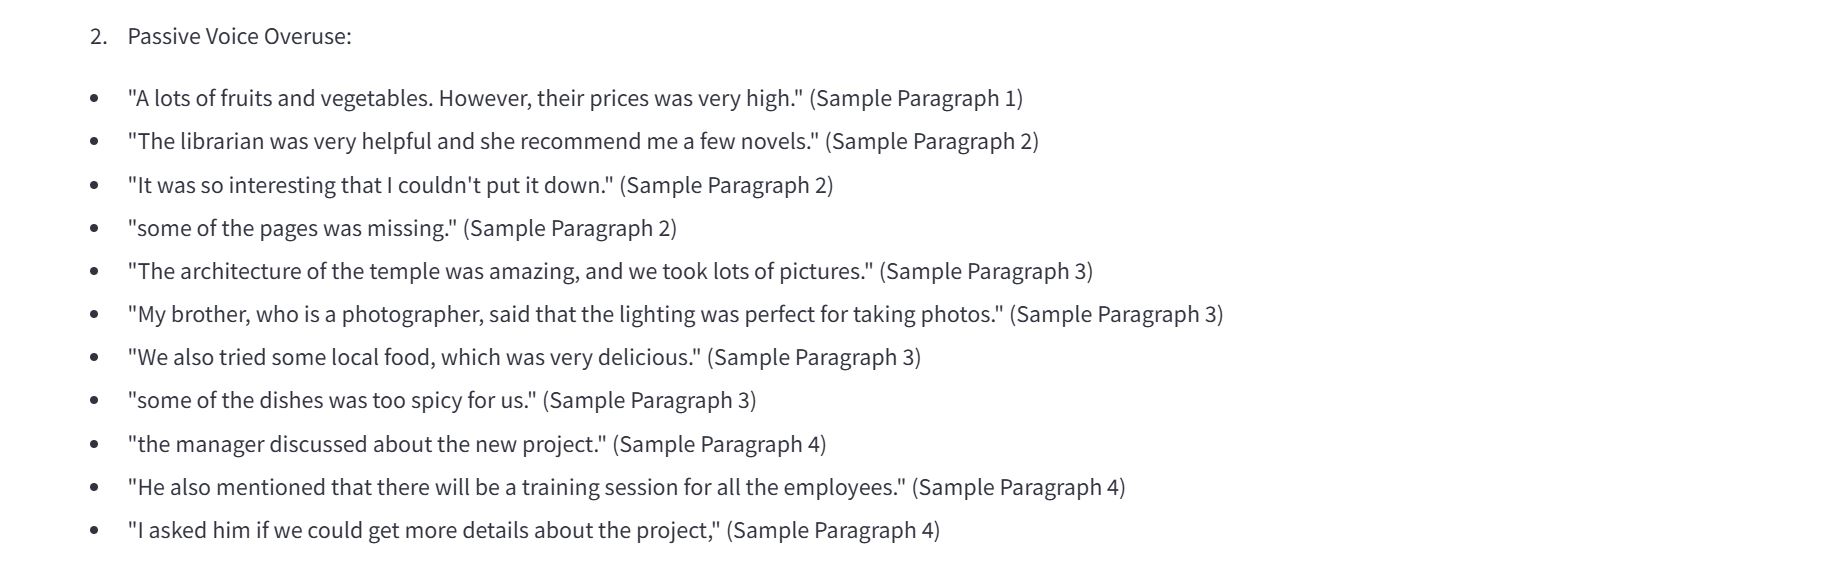 2. Passive Voice Overuse:
• "A lots of fruits and vegetables. However, their prices was very high." (Sample Paragraph 1)
• "The librarian was very helpful and she recommend me a few novels." (Sample Paragraph 2)
• "It was so interesting that I couldn't put it down." (Sample Paragraph 2)
• "some of the pages was missing." (Sample Paragraph 2)
• "The architecture of the temple was amazing, and we took lots of pictures." (Sample Paragraph 3)
• "My brother, who is a photographer, said that the lighting was perfect for taking photos." (Sample Paragraph 3)
• "We also tried some local food, which was very delicious." (Sample Paragraph 3)
• "some of the dishes was too spicy for us." (Sample Paragraph 3)
• "the manager discussed about the new project." (Sample Paragraph 4)
• "He also mentioned that there will be a training session for all the employees." (Sample Paragraph 4)
• "I asked him if we could get more details about the project," (Sample Paragraph 4)